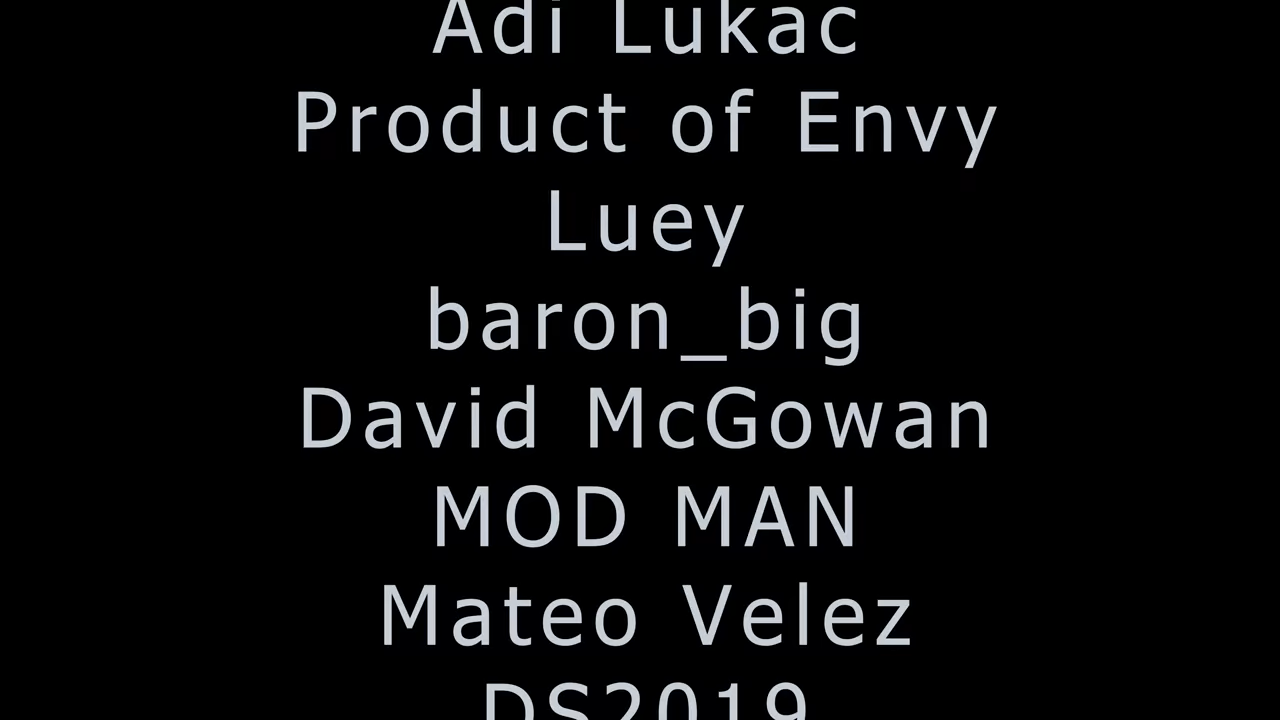 Adi Lukac
Product of Envy
Luey
baron_big
David McGowan
MOD MAN
Mateo Velez
DS2019